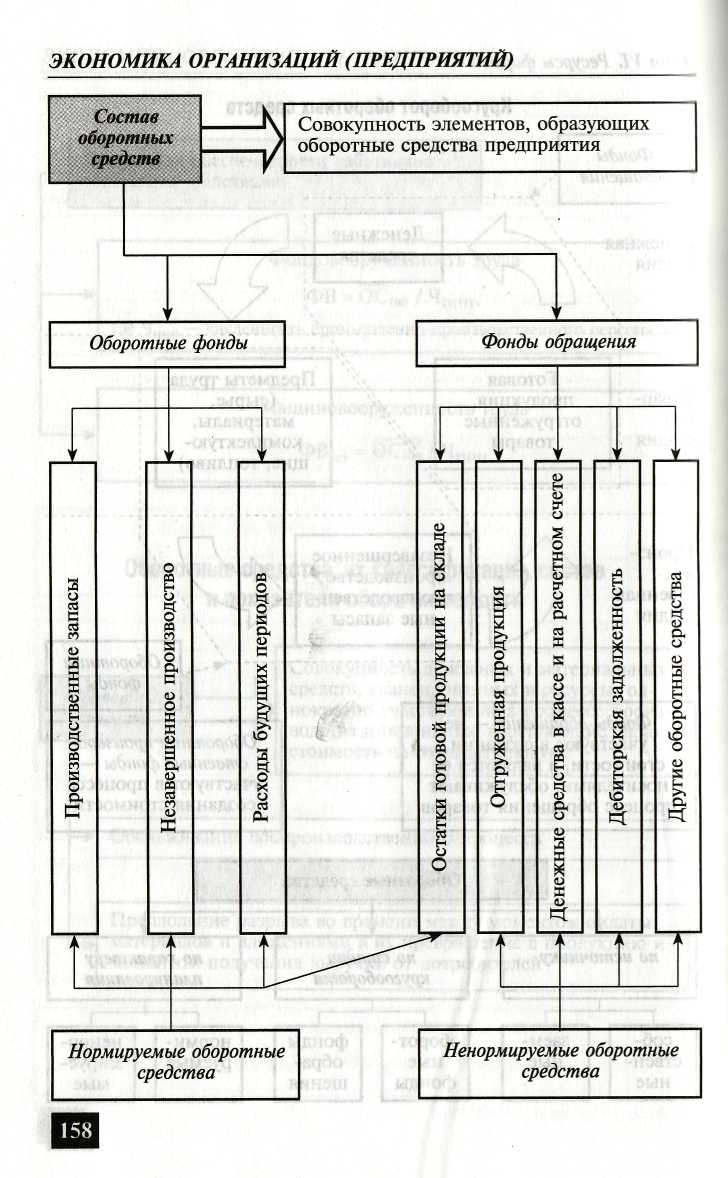 ЭКОНОМИКА ОРГАНИЗАЦИЙ (ПРЕДПРИЯТИЙ)
Состав
оборотных
средств
Совокупность элементов, образующих
оборотные средства предприятия
Оборотные фонды
Фонды обращения
Производственные запасы
Незавершенное производство
Расходы будущих периодов
Остатки готовой продукции на складе
Отгруженная продукция
Денежные средства в кассе и на расчетном счете
Дебиторская задолженность
Другие оборотные средства
Нормируемые оборотные
средства
Ненормируемые оборотные
средства
158